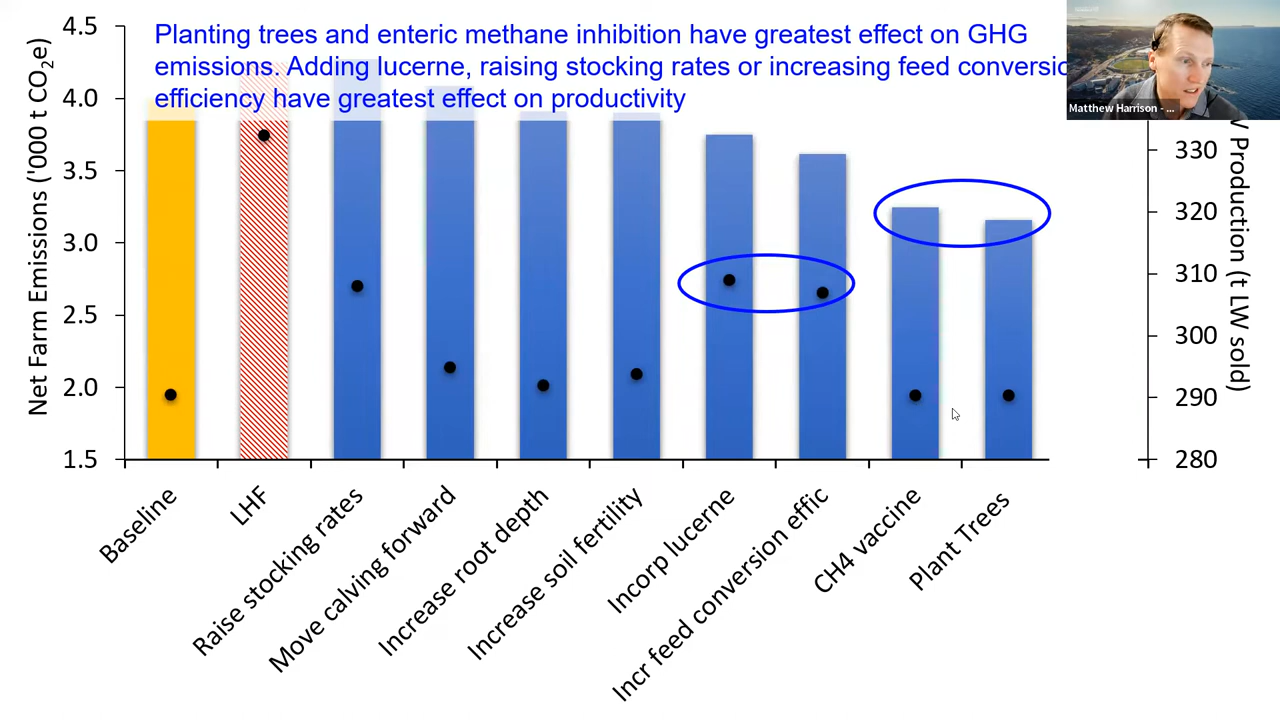 Planting trees and enteric methane inhibition have greatest effect on GHG
emissions. Adding lucerne, raising stocking rates or increasing feed conversio
efficiency have greatest effect on productivity
Matthew Harrison - ...
Net Farm Emissions ('000 t CO₂e)
4.5
4.0
3.5
3.0
2.5
2.0
1.5
Production (t LW sold)
330
320
310
300
290
280
Baseline
LHF
Raise stocking rates
Move calving forward
Increase root depth
Increase soil fertility
Incorp lucerne
Incr feed conversion effic
CH4 vaccine
Plant Trees